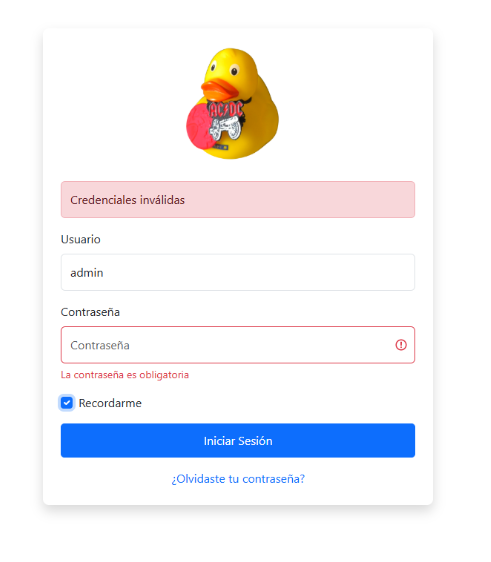 AC/DC
Credenciales inválidas
Usuario
admin
Contraseña
Contraseña
La contraseña es obligatoria
Recordarme
Iniciar Sesión
¿Olvidaste tu contraseña?